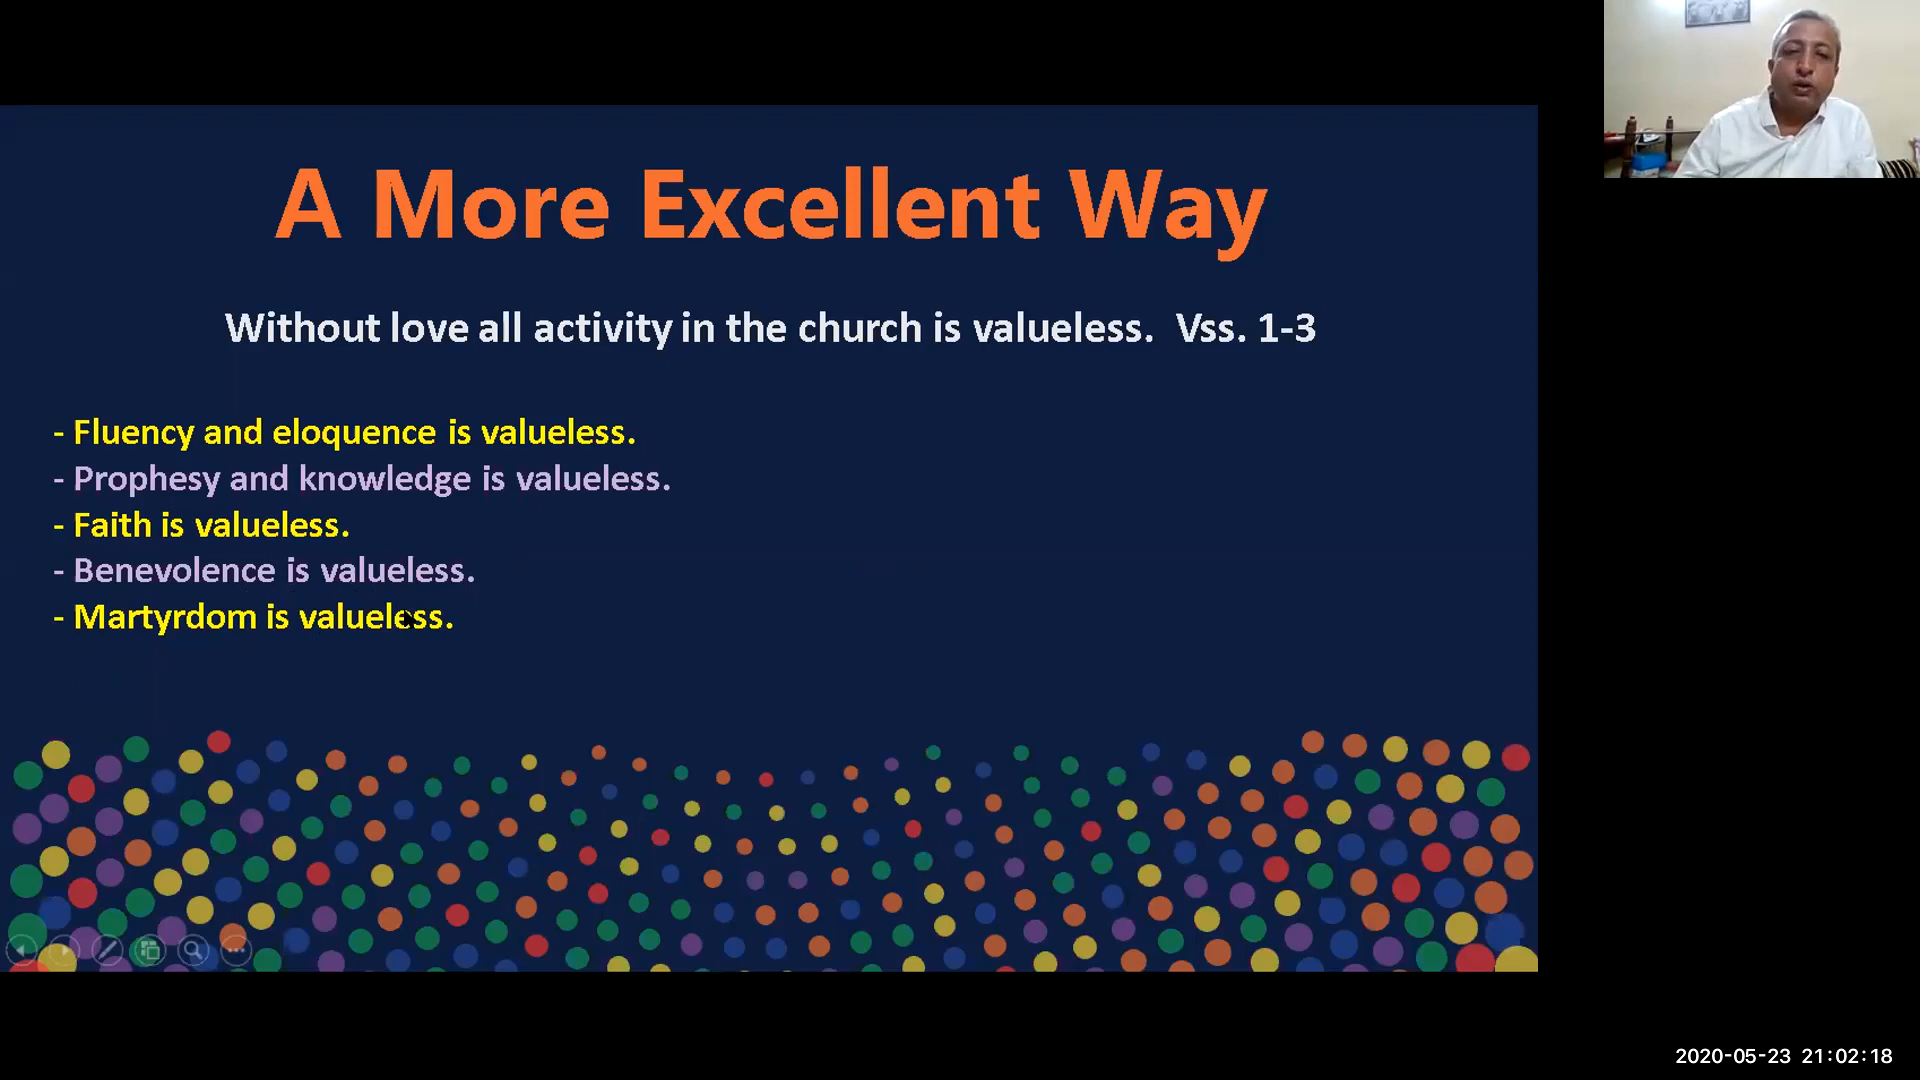 A More Excellent Way
Without love all activity in the church is valueless.  Vss. 1-3
- Fluency and eloquence is valueless.
- Prophesy and knowledge is valueless.
- Faith is valueless.
- Benevolence is valueless.
- Martyrdom is valueless.
2020-05-23 21:02:18